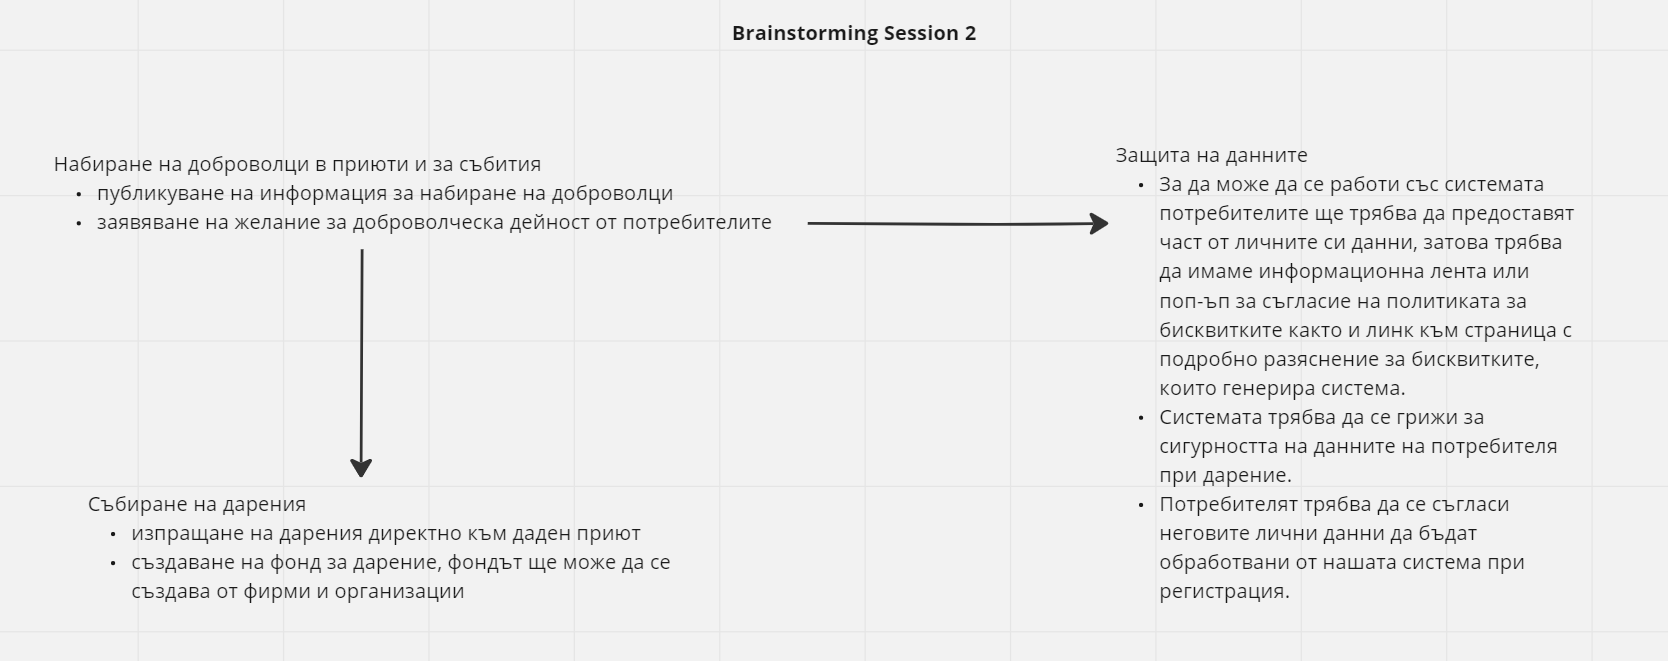 Brainstorming Session 2
Набиране на доброволци в приюти и за събития
• публикуване на информация за набиране на доброволци
• заявяване на желание за доброволческа дейност от потребителите
Събиране на дарения
• изпращане на дарения директно към даден приют
• създаване на фонд за дарение, фондът ще може да се
създава от фирми и организации
Защита на данните
• За да може да се работи със системата
потребителите ще трябва да предоставят
част от личните си данни, затова трябва
да имаме информационна лента или
поп-ъп за съгласие на политиката за
бисквитките както и линк към страница с
подробно разяснение за бисквитките,
които генерира система.
• Системата трябва да се грижи за
сигурността на данните на потребителя
при дарение.
• Потребителят трябва да се съгласи
неговите лични данни да бъдат
обработвани от нашата система при
регистрация.